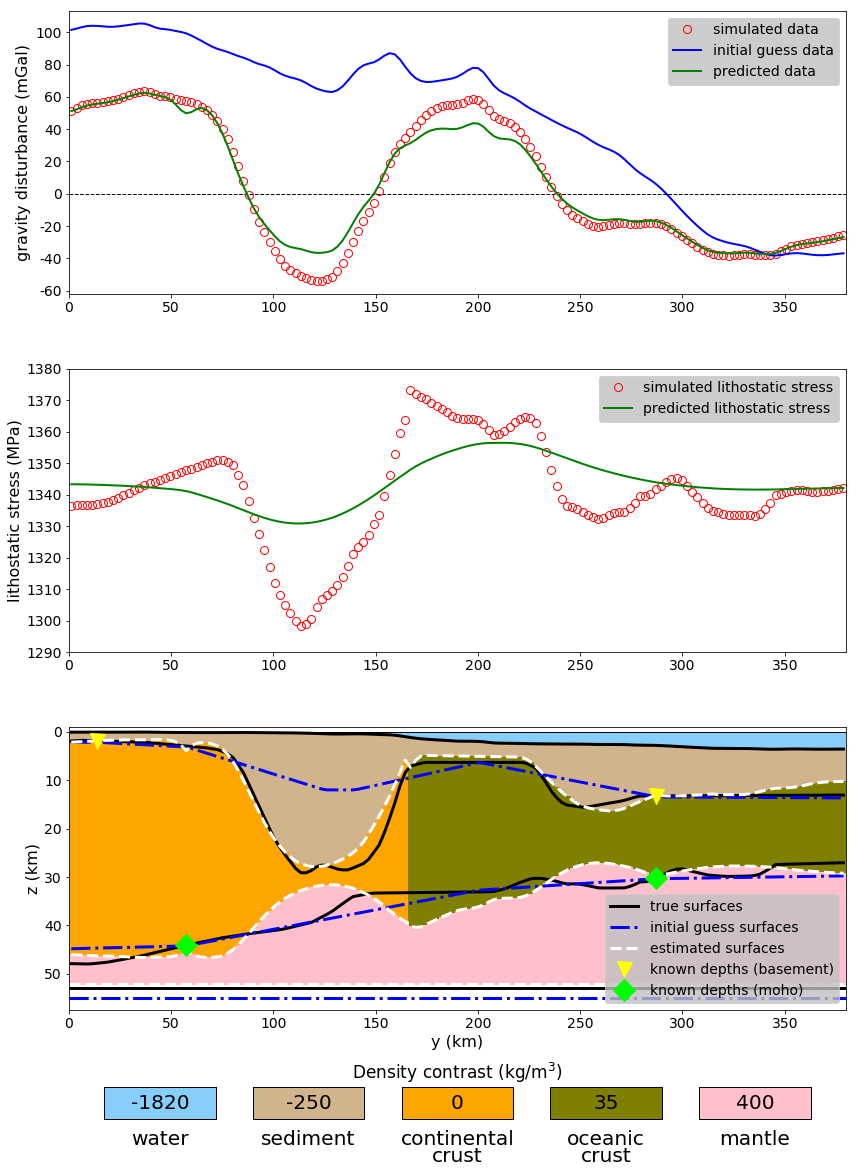 gravity disturbance (mGal)
100
80
60
40
20
0
-20
-40
-60
0 50 100 150 200 250 300 350
simulated data
initial guess data
predicted data
lithostatic stress (MPa)
1380
1370
1360
1350
1340
1330
1320
1310
1300
1290
0 50 100 150 200 250 300 350
simulated lithostatic stress
predicted lithostatic stress
z (km)
0
10
20
30
40
50
0 50 100 150 200 250 300 350
y (km)
true surfaces
initial guess surfaces
estimated surfaces
known depths (basement)
known depths (moho)
Density contrast (kg/m³)
-1820 -250 0 35 400
water sediment continental oceanic mantle
crust crust